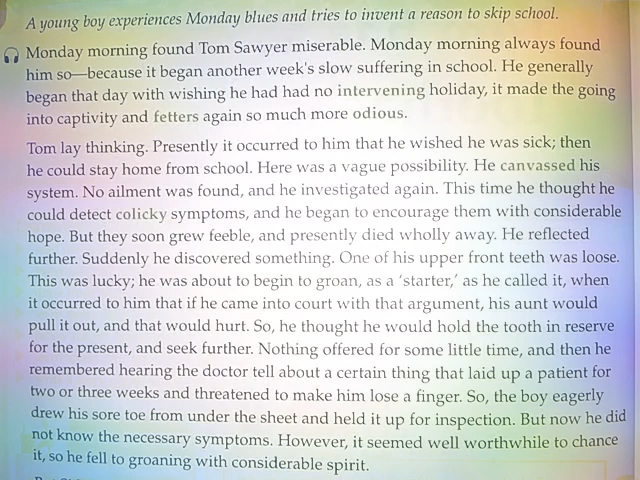 A young boy experiences Monday blues and tries to invent a reason to skip school.
Monday morning found Tom Sawyer miserable. Monday morning always found
him so—because it began another week's slow suffering in school. He generally
began that day with wishing he had had no intervening holiday, it made the going
into captivity and fetters again so much more odious.
Tom lay thinking. Presently it occurred to him that he wished he was sick; then
he could stay home from school. Here was a vague possibility. He canvassed his
system. No ailment was found, and he investigated again. This time he thought he
could detect colicky symptoms, and he began to encourage them with considerable
hope. But they soon grew feeble, and presently died wholly away. He reflected
further. Suddenly he discovered something. One of his upper front teeth was loose.
This was lucky; he was about to begin to groan, as a ‘starter,’ as he called it, when
it occurred to him that if he came into court with that argument, his aunt would
pull it out, and that would hurt. So, he thought he would hold the tooth in reserve
for the present, and seek further. Nothing offered for some little time, and then he
remembered hearing the doctor tell about a certain thing that laid up a patient for
two or three weeks and threatened to make him lose a finger. So, the boy eagerly
drew his sore toe from under the sheet and held it up for inspection. But now he did
not know the necessary symptoms. However, it seemed well worthwhile to chance
it, so he fell to groaning with considerable spirit.